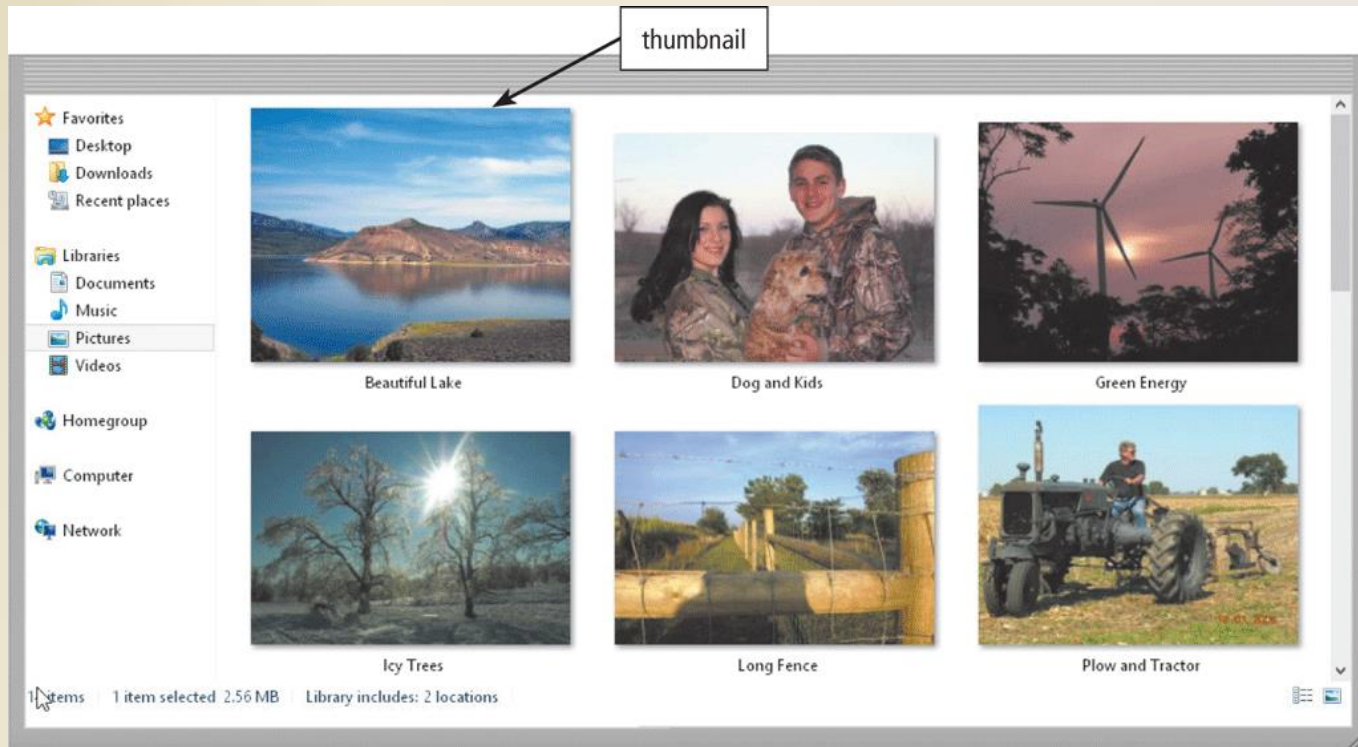 thumbnail
Favorites
Desktop
Downloads
Recent places
Libraries
Documents
Music
Pictures
Videos
Homegroup
Computer
Network
Beautiful Lake
Dog and Kids
Green Energy
Icy Trees
Long Fence
Plow and Tractor
items 1 item selected 2.56 MB Library includes: 2 locations